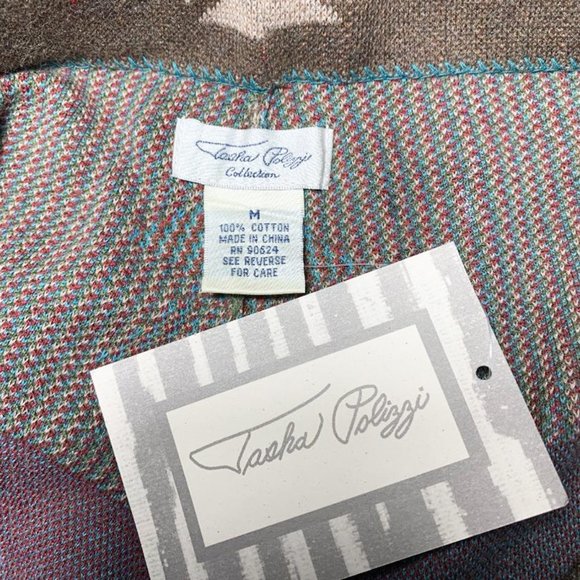 Tasha Polizzi
Collection
M
100% COTTON
MADE IN CHINA
RN 90624
SEE REVERSE
FOR CARE
Tasha Polizzi